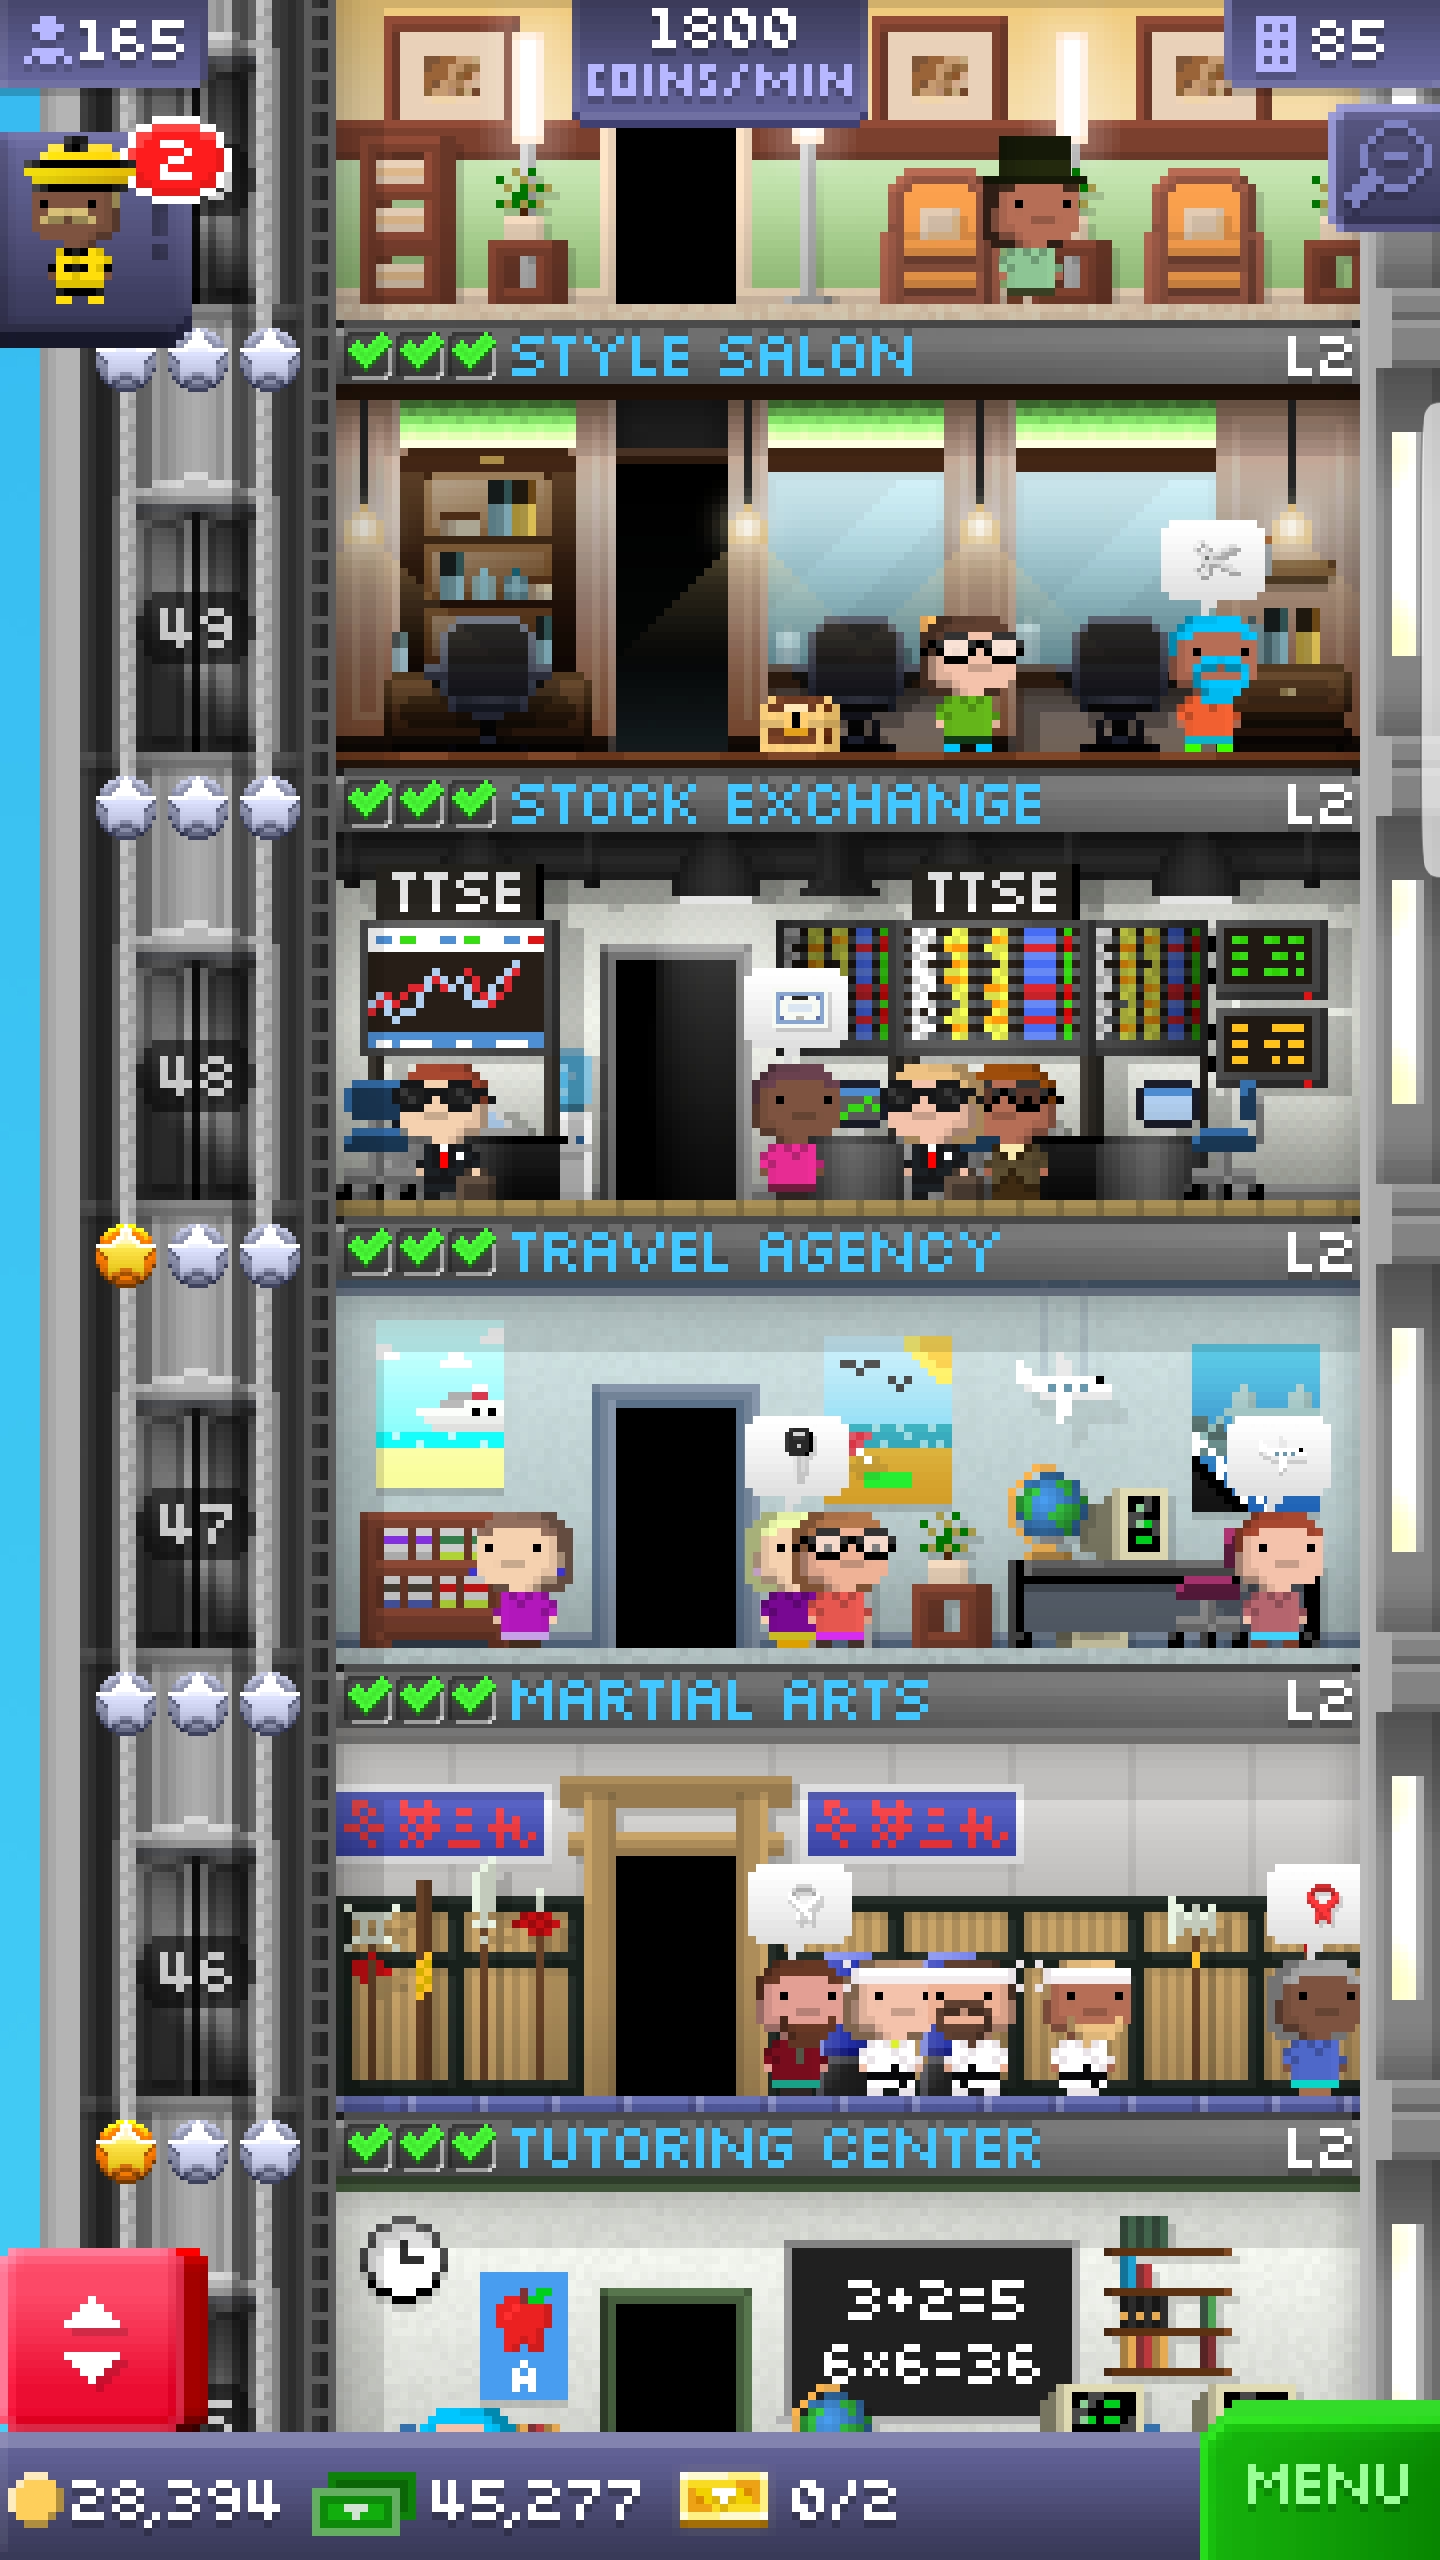 165
1800
COINS/MIN
85
2
STYLE SALON L2
49
STOCK EXCHANGE L2
TTSE TTSE
48
TRAVEL AGENCY L2
47
MARTIAL ARTS L2
46
TUTORING CENTER L2
3+2=5
6×6=36
A
28,394 45,277 0/2
MENU